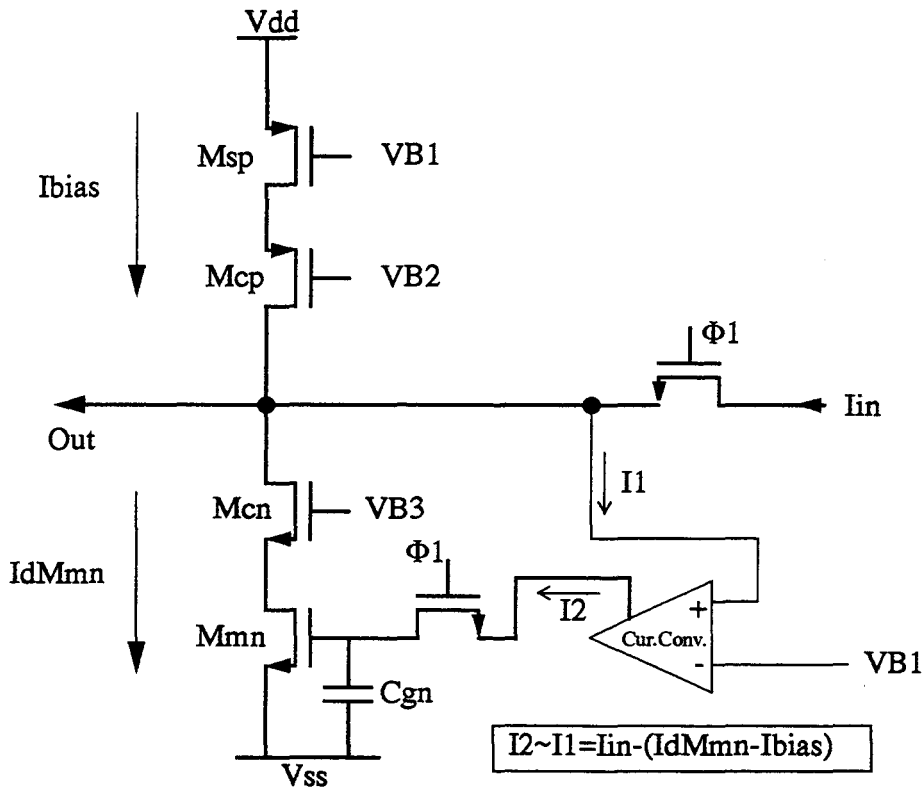 Vdd
Msp
VB1
Ibias
Mcp
VB2
Φ1
Iin
Out
I1
Mcn
VB3
Φ1
IdMmn
I2
+
Cur.Conv.
Mmn
-
VB1
Cgn
I2~I1=Iin-(IdMmn-Ibias)
Vss